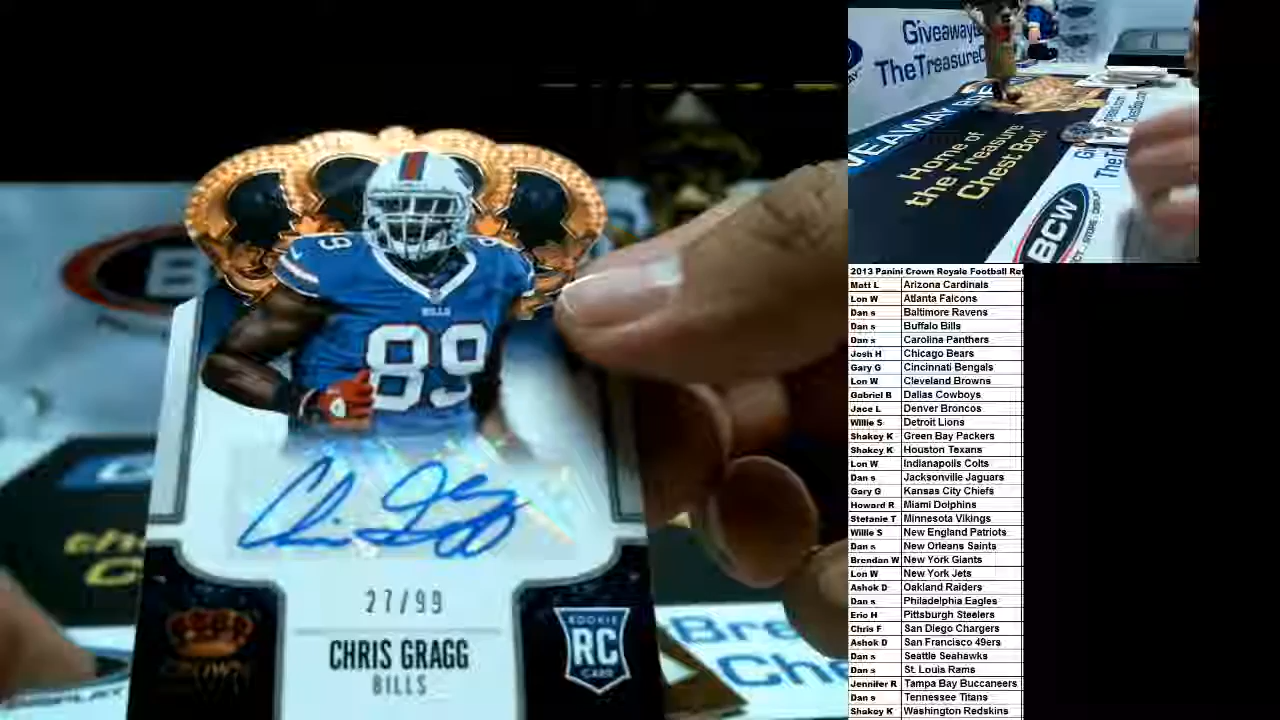 89
BILLS
89
Chris Gragg
27/99
CHRIS GRAGG
BILLS
ROOKIE
RC
CARD
CROWN
Giveaway
TheTreasureC
Home of
the Treasure
Chest Box!
BCW
2013 Panini Crown Royale Football Ret
Matt L Arizona Cardinals
Lon W Atlanta Falcons
Dan s Baltimore Ravens
Dan s Buffalo Bills
Dan s Carolina Panthers
Josh H Chicago Bears
Gary G Cincinnati Bengals
Lon W Cleveland Browns
Gabriel B Dallas Cowboys
Jace L Denver Broncos
Willie S Detroit Lions
Shakey K Green Bay Packers
Shakey K Houston Texans
Lon W Indianapolis Colts
Dan s Jacksonville Jaguars
Gary G Kansas City Chiefs
Howard R Miami Dolphins
Stefanie T Minnesota Vikings
Willie S New England Patriots
Dan s New Orleans Saints
Brendan W New York Giants
Lon W New York Jets
Ashok D Oakland Raiders
Dan s Philadelphia Eagles
Eric H Pittsburgh Steelers
Chris F San Diego Chargers
Ashok D San Francisco 49ers
Dan s Seattle Seahawks
Dan s St. Louis Rams
Jennifer R Tampa Bay Buccaneers
Dan s Tennessee Titans
Shakey K Washington Redskins